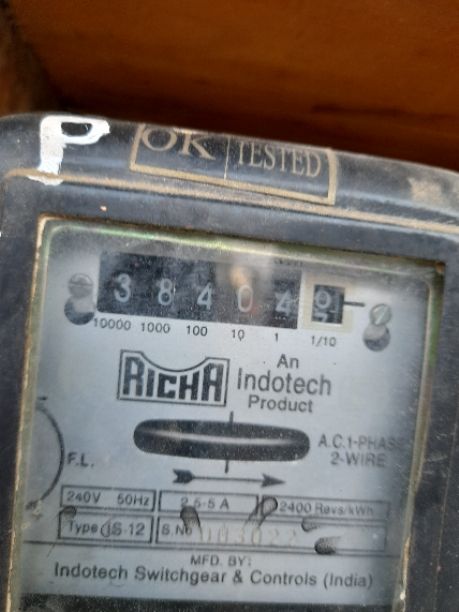 P
OK TESTED
3 8 4 0 4
10000 1000 100 10 1 1/10
An
RICHA Indotech
Product
A.C.1-PHASE
2-WIRE
F.L.
240V 50Hz 2.5-5 A 2400 Revs/kWh
Type jS-12 S.No 003022
MFD. BY:
Indotech Switchgear & Controls (India)